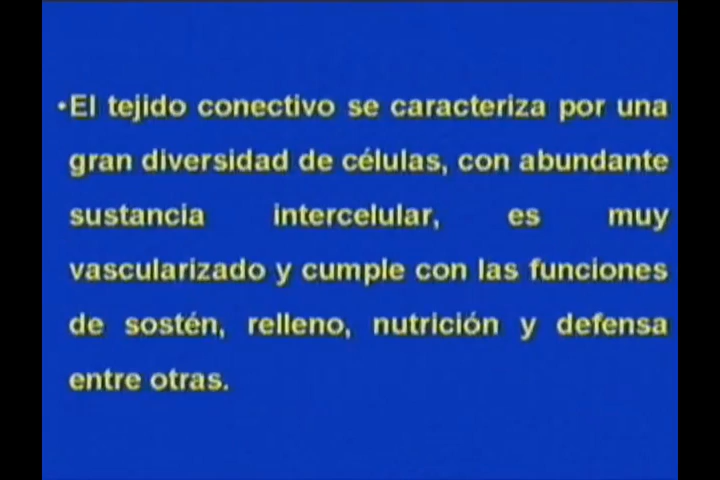 •El tejido conectivo se caracteriza por una
gran diversidad de células, con abundante
sustancia intercelular, es muy
vascularizado y cumple con las funciones
de sostén, relleno, nutrición y defensa
entre otras.